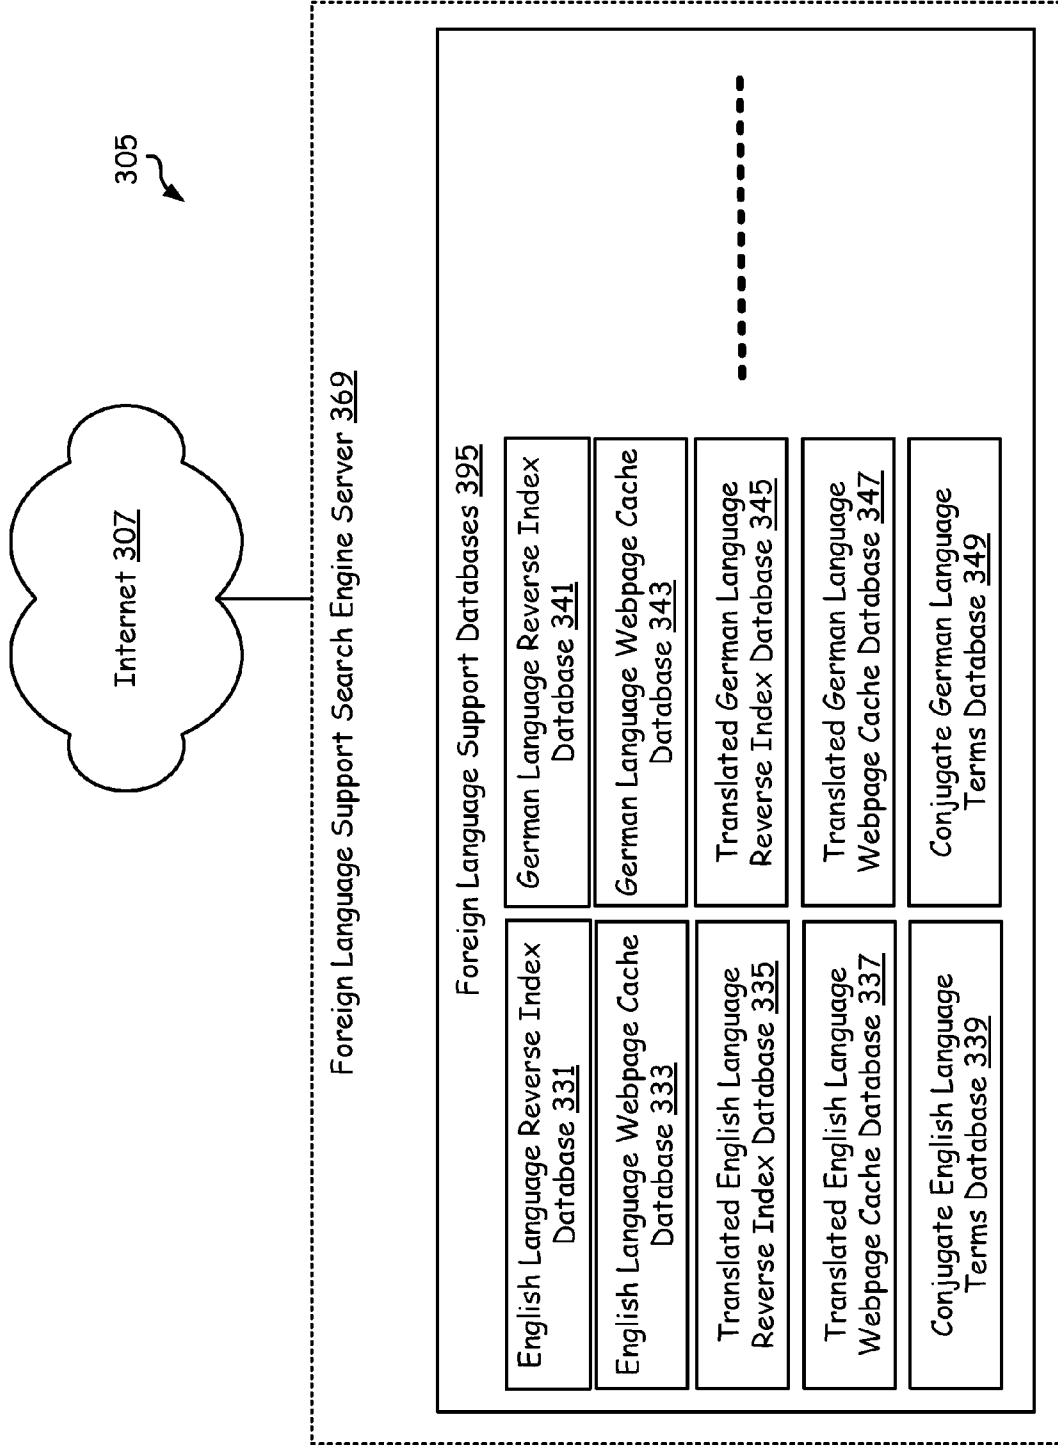 305
Internet 307
Foreign Language Support Search Engine Server 369
Foreign Language Support Databases 395
English Language Reverse Index
Database 331
German Language Reverse Index
Database 341
English Language Webpage Cache
Database 333
German Language Webpage Cache
Database 343
Translated English Language
Reverse Index Database 335
Translated German Language
Reverse Index Database 345
Translated English Language
Webpage Cache Database 337
Translated German Language
Webpage Cache Database 347
Conjugate English Language
Terms Database 339
Conjugate German Language
Terms Database 349